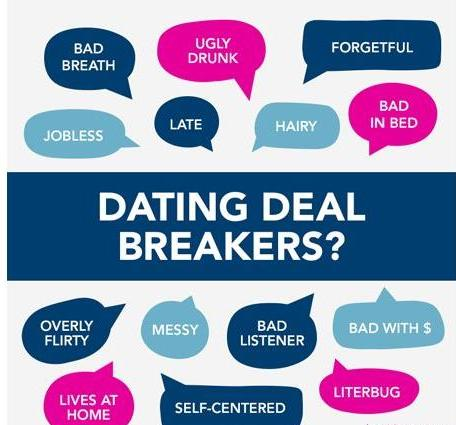 BAD
BREATH
UGLY
DRUNK
FORGETFUL
JOBLESS
LATE
HAIRY
BAD
IN BED
DATING DEAL
BREAKERS?
OVERLY
FLIRTY
MESSY
BAD
LISTENER
BAD WITH $
LIVES AT
HOME
SELF-CENTERED
LITERBUG